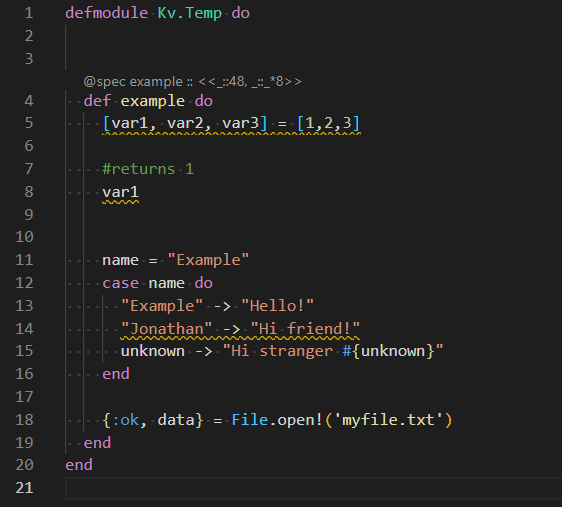 1 defmodule Kv.Temp do
2
3
@spec example :: <<_::48, _::_*8>>
4 def example do
5 [var1, var2, var3] = [1,2,3]
6
7 #returns 1
8 var1
9
10
11 name = "Example"
12 case name do
13 "Example" -> "Hello!"
14 "Jonathan" -> "Hi friend!"
15 unknown -> "Hi stranger #{unknown}"
16 end
17
18 {:ok, data} = File.open!('myfile.txt')
19 end
20 end
21